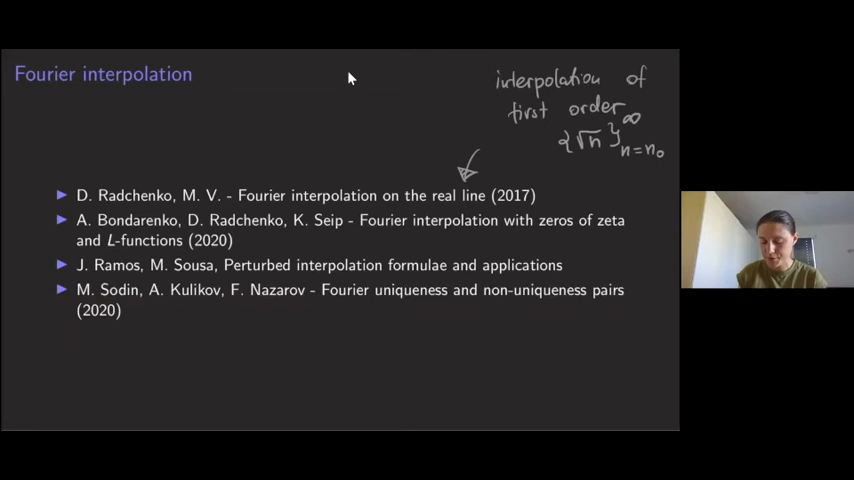 Fourier interpolation
interpolation of
first order
{√n}∞n=n₀
▶ D. Radchenko, M. V. - Fourier interpolation on the real line (2017)
▶ A. Bondarenko, D. Radchenko, K. Seip - Fourier interpolation with zeros of zeta
and L-functions (2020)
▶ J. Ramos, M. Sousa, Perturbed interpolation formulae and applications
▶ M. Sodin, A. Kulikov, F. Nazarov - Fourier uniqueness and non-uniqueness pairs
(2020)